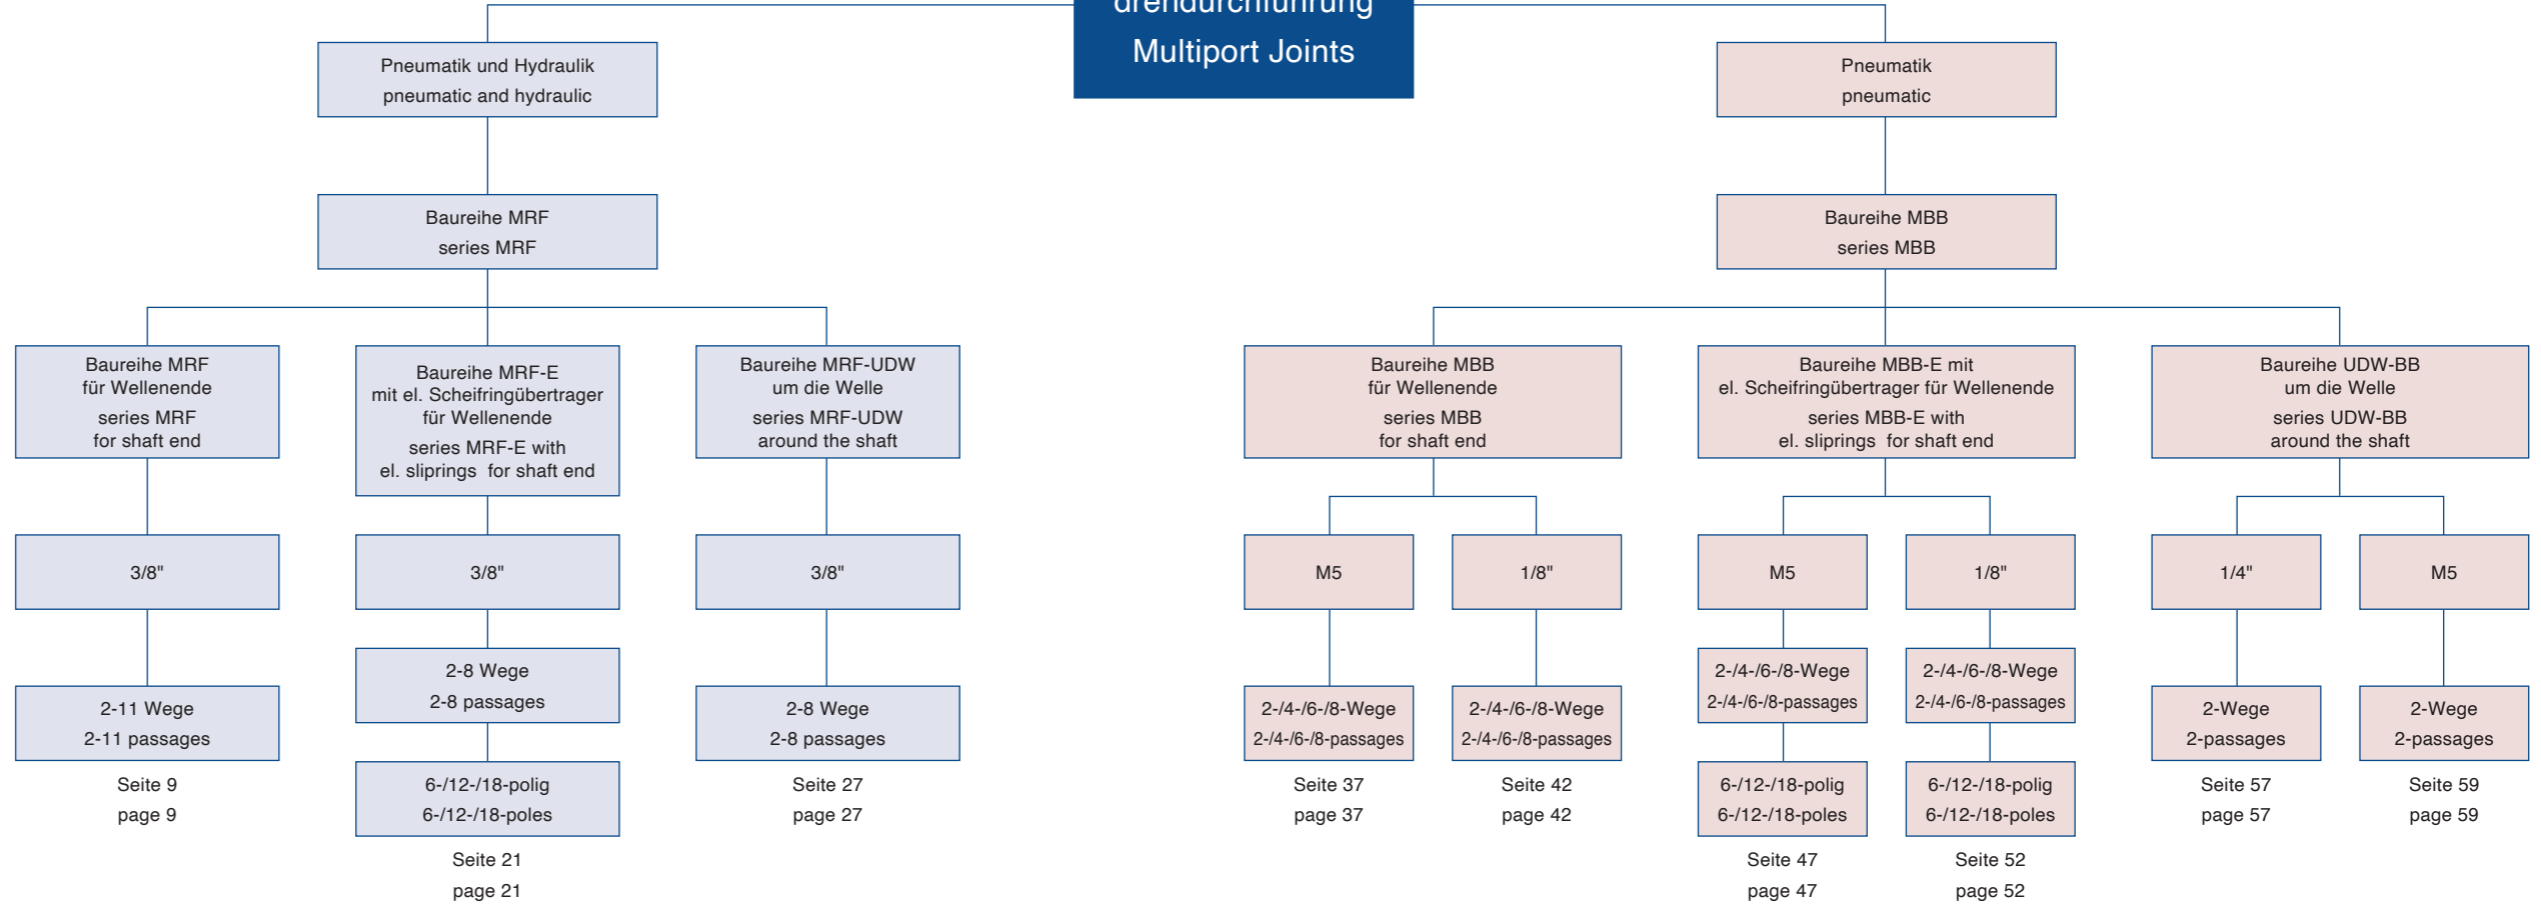 Multiport Joints
Pneumatik und Hydraulik
pneumatic and hydraulic
Pneumatik
pneumatic
Baureihe MRF
series MRF
Baureihe MBB
series MBB
Baureihe MRF
für Wellenende
series MRF
for shaft end
Baureihe MRF-E
mit el. Scheifringübertrager
für Wellenende
series MRF-E with
el. sliprings for shaft end
Baureihe MRF-UDW
um die Welle
series MRF-UDW
around the shaft
Baureihe MBB
für Wellenende
series MBB
for shaft end
Baureihe MBB-E mit
el. Scheifringübertrager für Wellenende
series MBB-E with
el. sliprings for shaft end
Baureihe UDW-BB
um die Welle
series UDW-BB
around the shaft
3/8"
3/8"
3/8"
M5
1/8"
M5
1/8"
1/4"
M5
2-11 Wege
2-11 passages
Seite 9
page 9
2-8 Wege
2-8 passages
6-/12-/18-polig
6-/12-/18-poles
Seite 21
page 21
2-8 Wege
2-8 passages
Seite 27
page 27
2-/4-/6-/8-Wege
2-/4-/6-/8-passages
Seite 37
page 37
2-/4-/6-/8-Wege
2-/4-/6-/8-passages
Seite 42
page 42
2-/4-/6-/8-Wege
2-/4-/6-/8-passages
6-/12-/18-polig
6-/12-/18-poles
Seite 47
page 47
2-/4-/6-/8-Wege
2-/4-/6-/8-passages
6-/12-/18-polig
6-/12-/18-poles
Seite 52
page 52
2-Wege
2-passages
Seite 57
page 57
2-Wege
2-passages
Seite 59
page 59